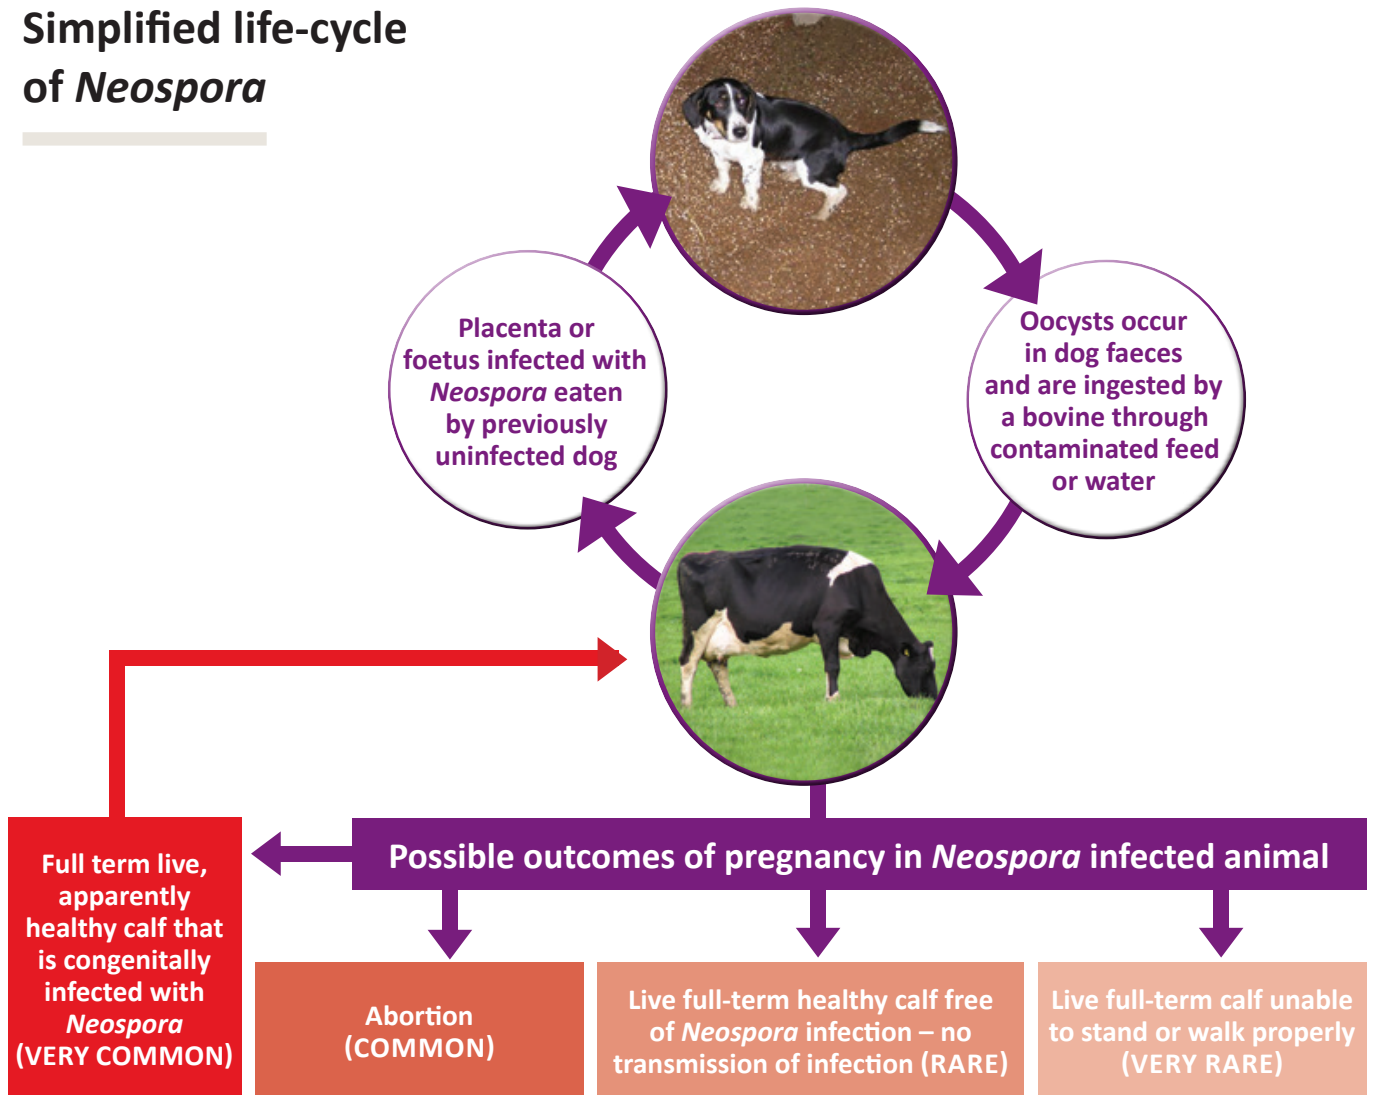 Simplified life-cycle
of Neospora
Placenta or
foetus infected with
Neospora eaten
by previously
uninfected dog
Oocysts occur
in dog faeces
and are ingested by
a bovine through
contaminated feed
or water
Possible outcomes of pregnancy in Neospora infected animal
Full term live,
apparently
healthy calf that
is congenitally
infected with
Neospora
(VERY COMMON)
Abortion
(COMMON)
Live full-term healthy calf free
of Neospora infection – no
transmission of infection (RARE)
Live full-term calf unable
to stand or walk properly
(VERY RARE)